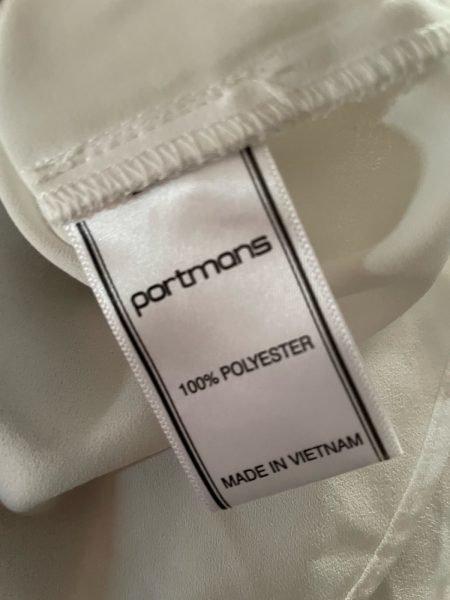 portmans
100% POLYESTER
MADE IN VIETNAM